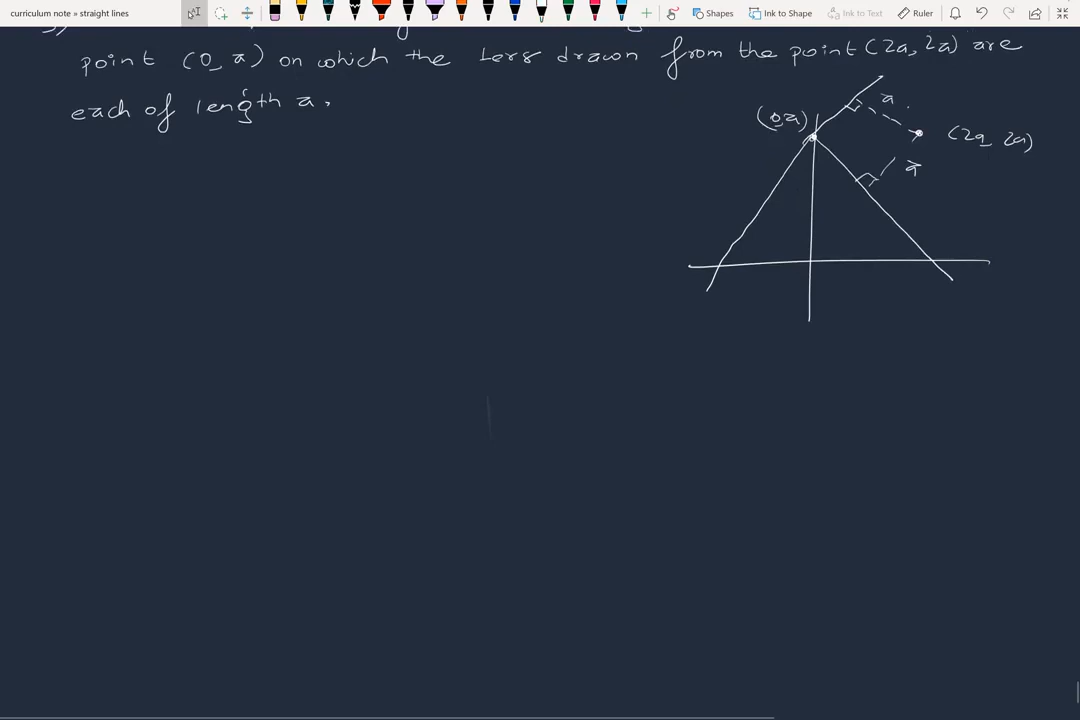 curriculum note » straight lines
Shapes
Ink to Shape
Ink to Text
Ruler
point (0, a) on which the lers drawn from the point (2a, 2a) are
each of length a.
(0,a)
a
(2a, 2a)
a